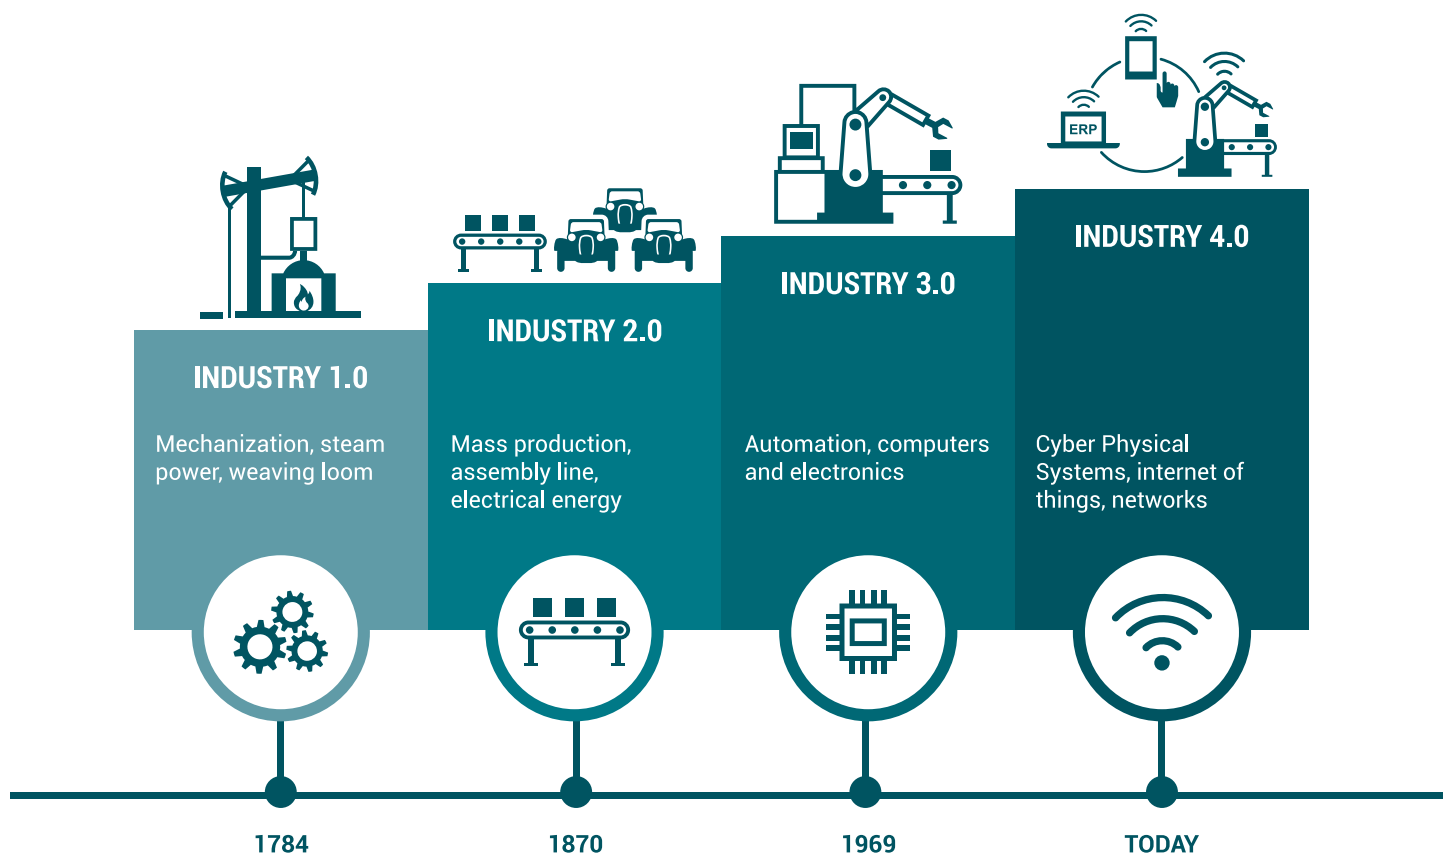 ERP
INDUSTRY 1.0
Mechanization, steam
power, weaving loom
INDUSTRY 2.0
Mass production,
assembly line,
electrical energy
INDUSTRY 3.0
Automation, computers
and electronics
INDUSTRY 4.0
Cyber Physical
Systems, internet of
things, networks
1784
1870
1969
TODAY